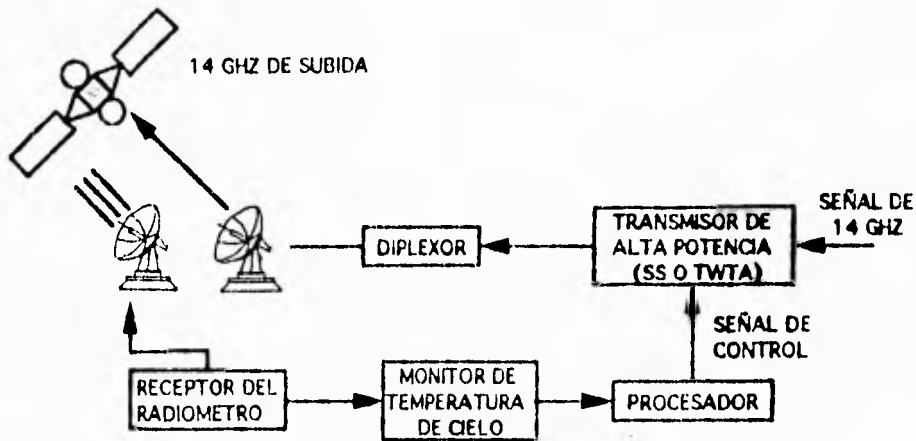 14 GHZ DE SUBIDA
SEÑAL DE
14 GHZ
TRANSMISOR DE
ALTA POTENCIA
(SS O TWTA)
DIPLEXOR
SEÑAL DE
CONTROL
RECEPTOR DEL
RADIOMETRO
MONITOR DE
TEMPERATURA
DE CIELO
PROCESADOR